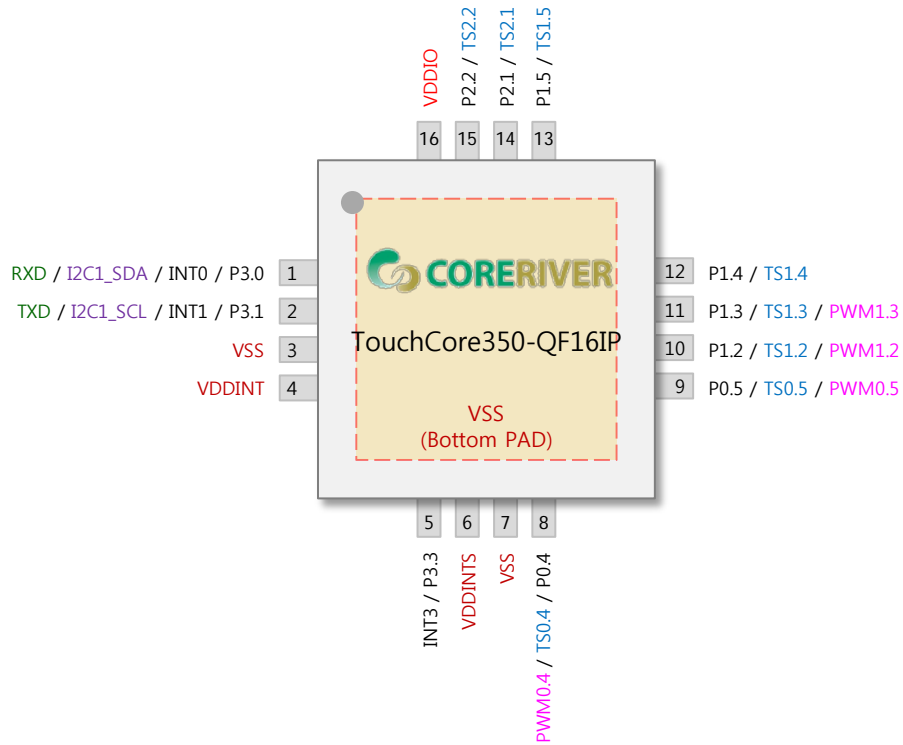 VDDIO
P2.2 / TS2.2
P2.1 / TS2.1
P1.5 / TS1.5
16 15 14 13
RXD / I2C1_SDA / INT0 / P3.0 1
TXD / I2C1_SCL / INT1 / P3.1 2
VSS 3
VDDINT 4
CORERIVER
TouchCore350-QF16IP
VSS
(Bottom PAD)
12 P1.4 / TS1.4
11 P1.3 / TS1.3 / PWM1.3
10 P1.2 / TS1.2 / PWM1.2
9 P0.5 / TS0.5 / PWM0.5
5 6 7 8
INT3 / P3.3
VDDINTS
VSS
PWM0.4 / TS0.4 / P0.4